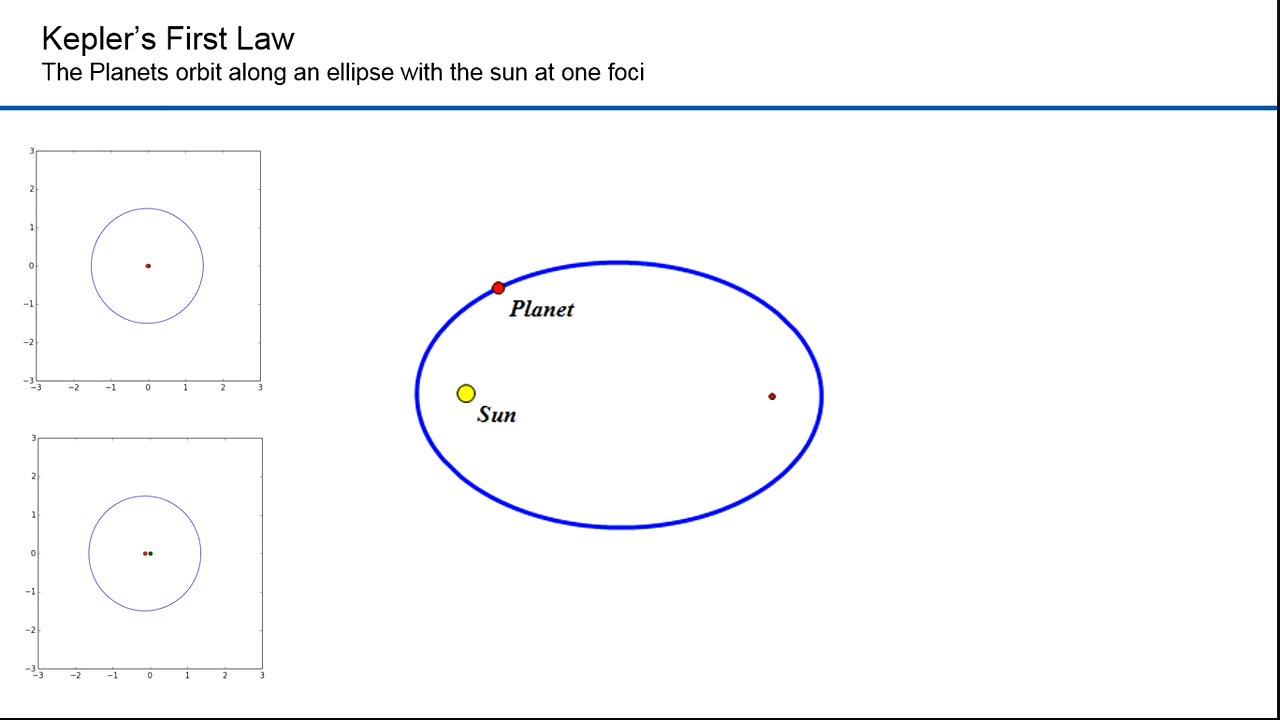 Kepler’s First Law
The Planets orbit along an ellipse with the sun at one foci
3
2
1
0
−1
−2
−3
−3 −2 −1 0 1 2 3
Planet
Sun
3
2
1
0
−1
−2
−3
−3 −2 −1 0 1 2 3